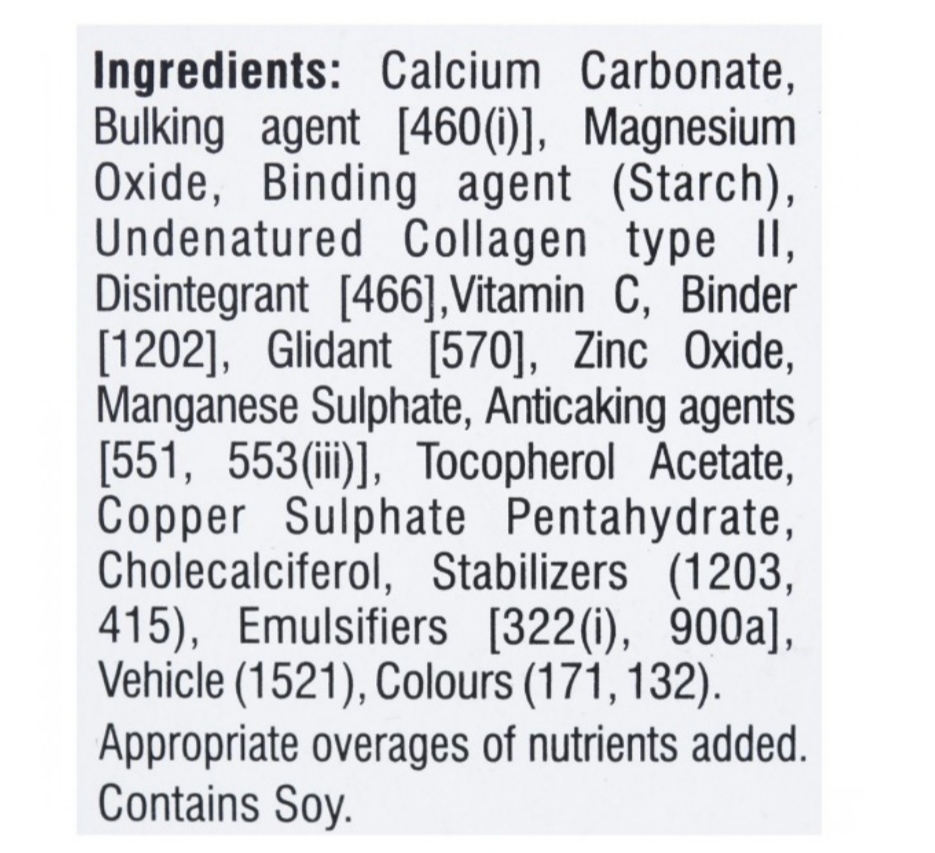 Ingredients: Calcium Carbonate,
Bulking agent [460(i)], Magnesium
Oxide, Binding agent (Starch),
Undenatured Collagen type II,
Disintegrant [466],Vitamin C, Binder
[1202], Glidant [570], Zinc Oxide,
Manganese Sulphate, Anticaking agents
[551, 553(iii)], Tocopherol Acetate,
Copper Sulphate Pentahydrate,
Cholecalciferol, Stabilizers (1203,
415), Emulsifiers [322(i), 900a],
Vehicle (1521), Colours (171, 132).
Appropriate overages of nutrients added.
Contains Soy.